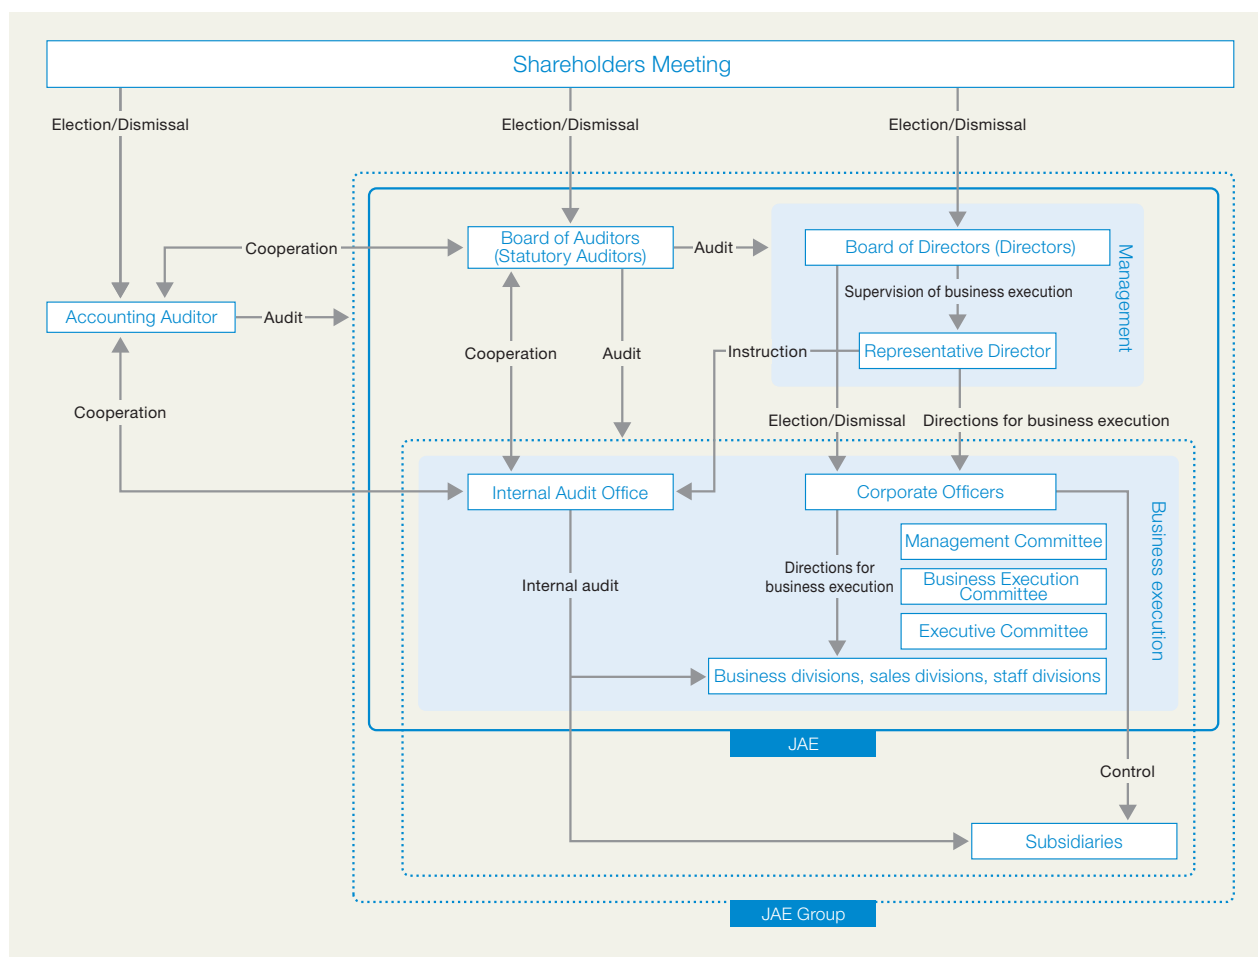 Shareholders Meeting
Election/Dismissal
Election/Dismissal
Election/Dismissal
Board of Auditors
(Statutory Auditors)
Audit
Board of Directors (Directors)
Management
Cooperation
Supervision of business execution
Accounting Auditor
Audit
Cooperation
Audit
Instruction
Representative Director
Cooperation
Election/Dismissal
Directions for business execution
Internal Audit Office
Corporate Officers
Business execution
Management Committee
Business Execution
Committee
Executive Committee
Directions for
business execution
Internal audit
Business divisions, sales divisions, staff divisions
JAE
Control
Subsidiaries
JAE Group